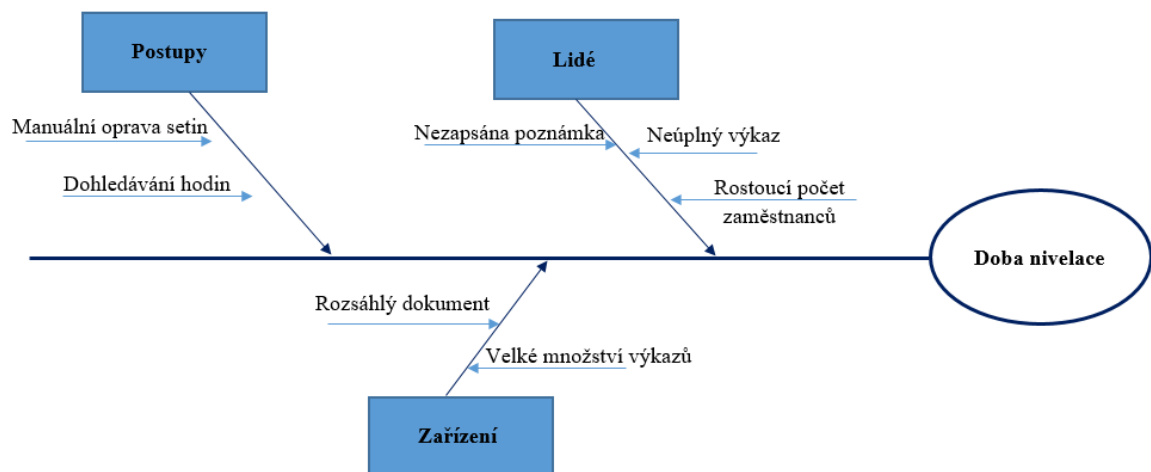 Postupy
Lidé
Manuální oprava setin
Nezapsána poznámka
Neúplný výkaz
Dohledávání hodin
Rostoucí počet
zaměstnanců
Doba nivelace
Rozsáhlý dokument
Velké množství výkazů
Zařízení